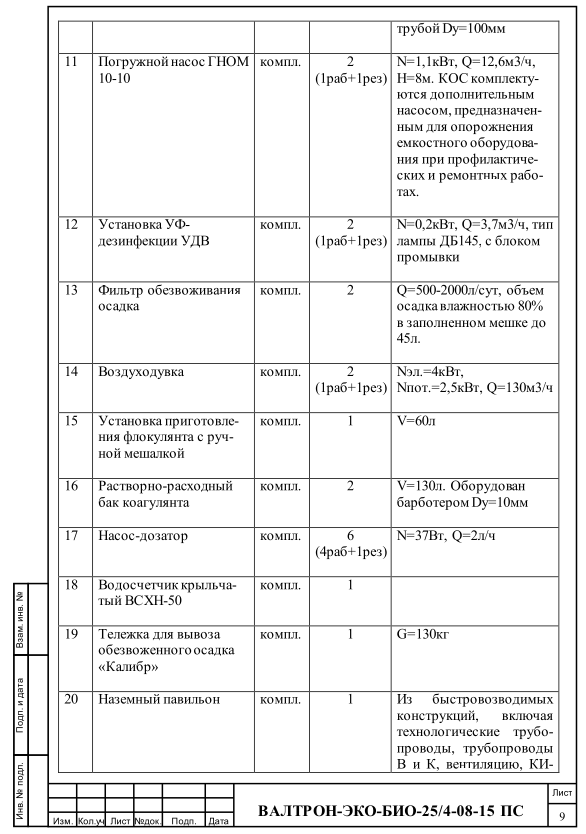 трубой Dy=100мм
11 Погружной насос ГНОМ компл. 2 N=1,1кВт, Q=12,6м3/ч,
10-10 (1раб+1рез) Н=8м. КОС комплекту-
ются дополнительным
насосом, предназначен-
ным для опорожнения
емкостного оборудова-
ния при профилактиче-
ских и ремонтных рабо-
тах.
12 Установка УФ- компл. 2 N=0,2кВт, Q=3,7м3/ч, тип
дезинфекции УДВ (1раб+1рез) лампы ДБ145, с блоком
промывки
13 Фильтр обезвоживания компл. 2 Q=500-2000л/сут, объем
осадка осадка влажностью 80%
в заполненном мешке до
45л.
14 Воздуходувка компл. 2 Nэл.=4кВт,
(1раб+1рез) Nпот.=2,5кВт, Q=130м3/ч
15 Установка приготовле- компл. 1 V=60л
ния флокулянта с руч-
ной мешалкой
16 Растворно-расходный компл. 2 V=130л. Оборудован
бак коагулянта барботером Dy=10мм
17 Насос-дозатор компл. 6 N=37Вт, Q=2л/ч
(4раб+1рез)
18 Водосчетчик крыльча- компл. 1
тый ВСХН-50
19 Тележка для вывоза компл. 1 G=130кг
обезвоженного осадка
«Калибр»
20 Наземный павильон компл. 1 Из быстровозводимых
конструкций, включая
технологические трубо-
проводы, трубопроводы
В и К, вентиляцию, КИ-
Взам. инв. №
Подп. и дата
Инв. № подл.
Изм. Кол.уч Лист №док. Подп. Дата
ВАЛТРОН-ЭКО-БИО-25/4-08-15 ПС
Лист
9